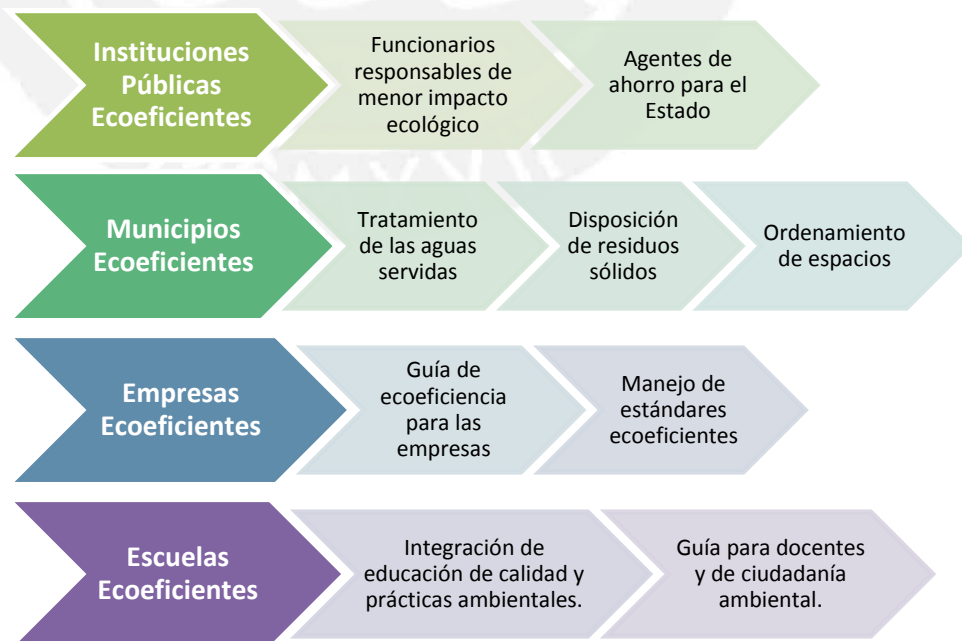 Instituciones
Públicas
Ecoeficientes
Funcionarios
responsables de
menor impacto
ecológico
Agentes de
ahorro para el
Estado
Municipios
Ecoeficientes
Tratamiento
de las aguas
servidas
Disposición
de residuos
sólidos
Ordenamiento
de espacios
Empresas
Ecoeficientes
Guía de
ecoeficiencia
para las
empresas
Manejo de
estándares
ecoeficientes
Escuelas
Ecoeficientes
Integración de
educación de calidad y
prácticas ambientales.
Guía para docentes
y de ciudadanía
ambiental.